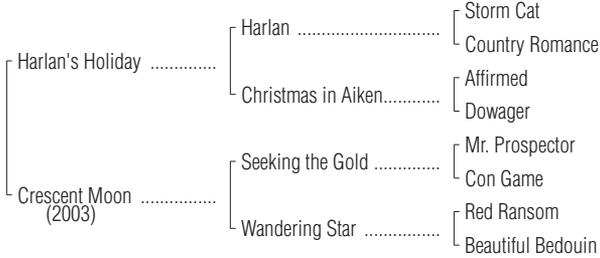 Storm Cat
Harlan ..............................
Country Romance
Harlan's Holiday ..............
Affirmed
Christmas in Aiken............
Dowager
Mr. Prospector
Seeking the Gold ..............
Con Game
Crescent Moon ................
(2003)
Red Ransom
Wandering Star ................
Beautiful Bedouin